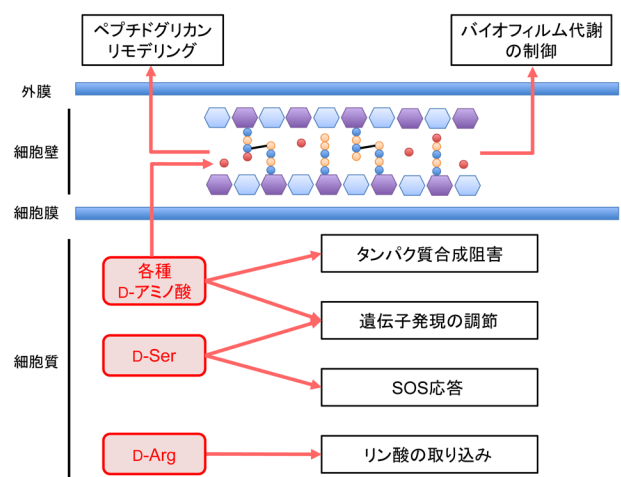 ペプチドグリカン
リモデリング
バイオフィルム代謝
の制御
外膜
細胞壁
細胞膜
細胞質
各種
D-アミノ酸
タンパク質合成阻害
遺伝子発現の調節
D-Ser
SOS応答
D-Arg
リン酸の取り込み